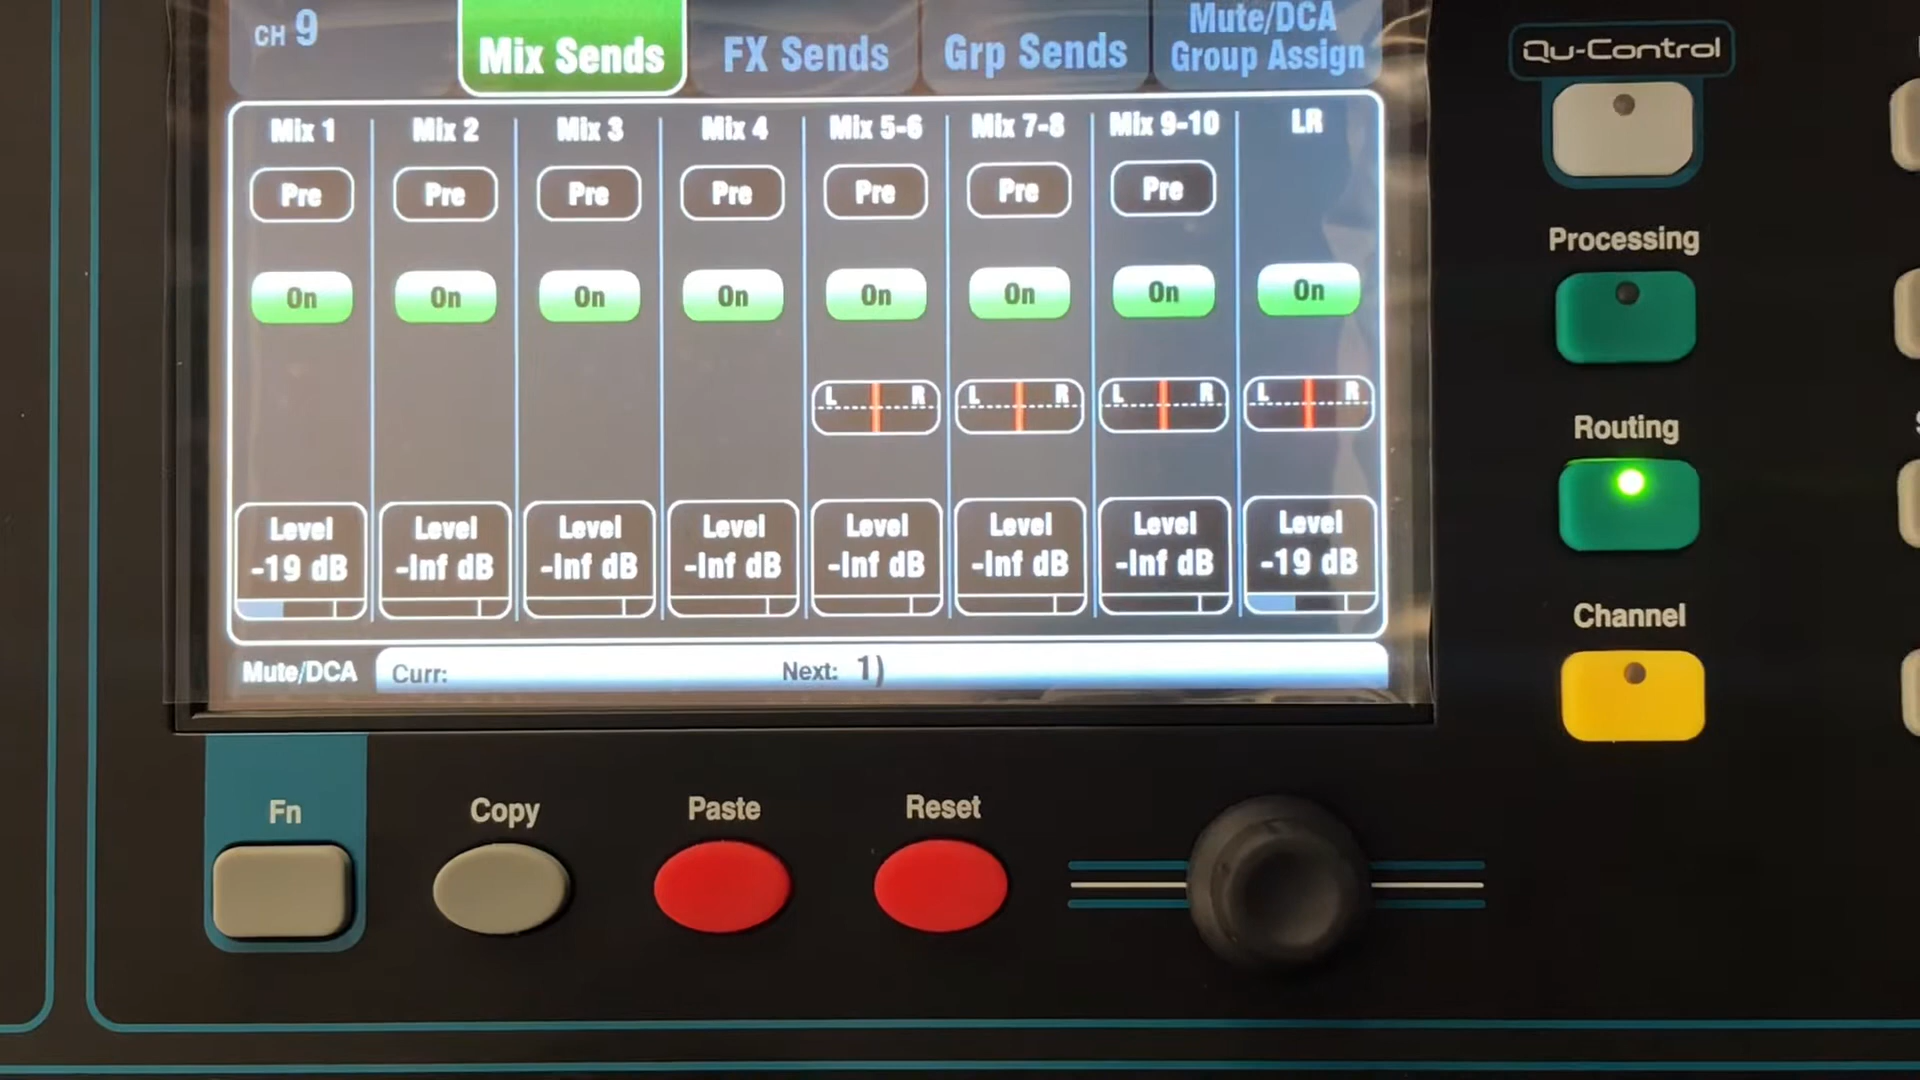 CH 9
Mix Sends
FX Sends
Grp Sends
Mute/DCA
Group Assign
Mix 1 Mix 2 Mix 3 Mix 4 Mix 5-6 Mix 7-8 Mix 9-10 LR
Pre Pre Pre Pre Pre Pre Pre
On On On On On On On On
L R L R L R L R
Level Level Level Level Level Level Level Level
-19 dB -Inf dB -Inf dB -Inf dB -Inf dB -Inf dB -Inf dB -19 dB
Mute/DCA Curr: Next: 1)
Qu-Control
Processing
Routing
Channel
Fn Copy Paste Reset